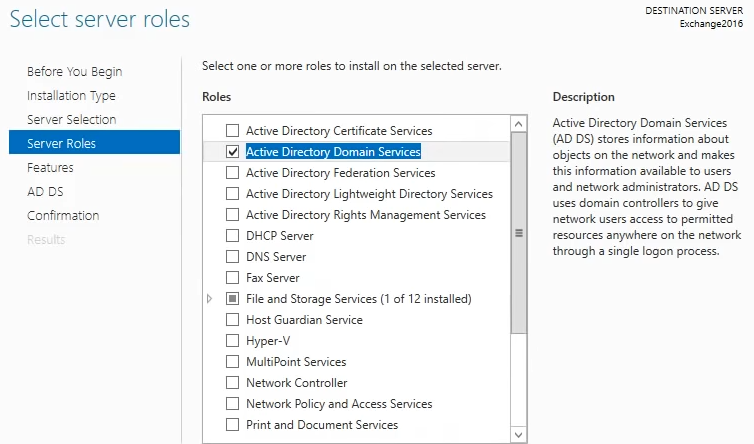 Select server roles
DESTINATION SERVER
Exchange2016
Before You Begin
Installation Type
Server Selection
Server Roles
Features
AD DS
Confirmation
Results
Select one or more roles to install on the selected server.
Roles
Active Directory Certificate Services
Active Directory Domain Services
Active Directory Federation Services
Active Directory Lightweight Directory Services
Active Directory Rights Management Services
DHCP Server
DNS Server
Fax Server
File and Storage Services (1 of 12 installed)
Host Guardian Service
Hyper-V
MultiPoint Services
Network Controller
Network Policy and Access Services
Print and Document Services
Description
Active Directory Domain Services
(AD DS) stores information about
objects on the network and makes
this information available to users
and network administrators. AD DS
uses domain controllers to give
network users access to permitted
resources anywhere on the network
through a single logon process.